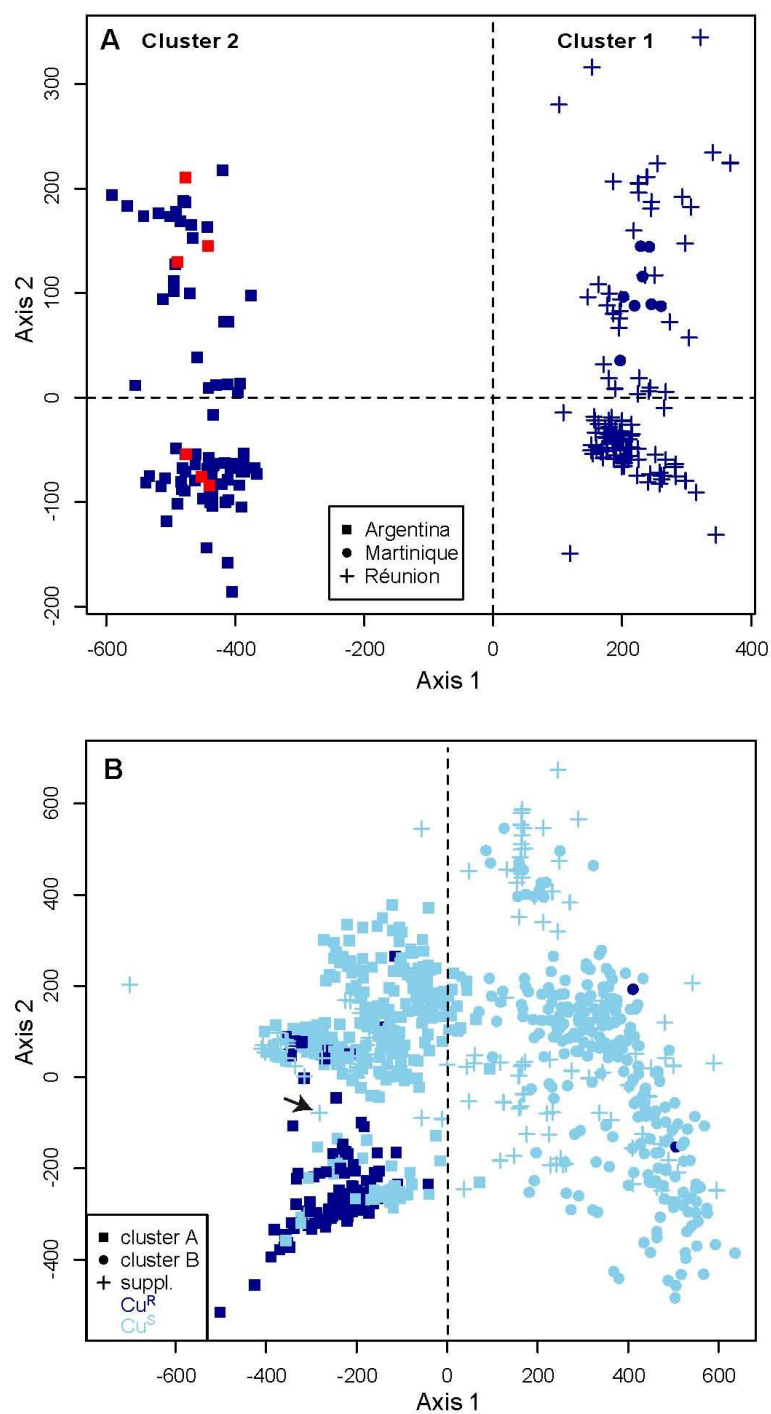 A
Cluster 2
Cluster 1
300
200
100
0
-100
-200
Axis 2
Argentina
Martinique
Réunion
-600
-400
-200
0
200
400
Axis 1
B
600
400
200
0
-200
-400
Axis 2
cluster A
cluster B
suppl.
Cu^R
Cu^S
-600
-400
-200
0
200
400
600
Axis 1